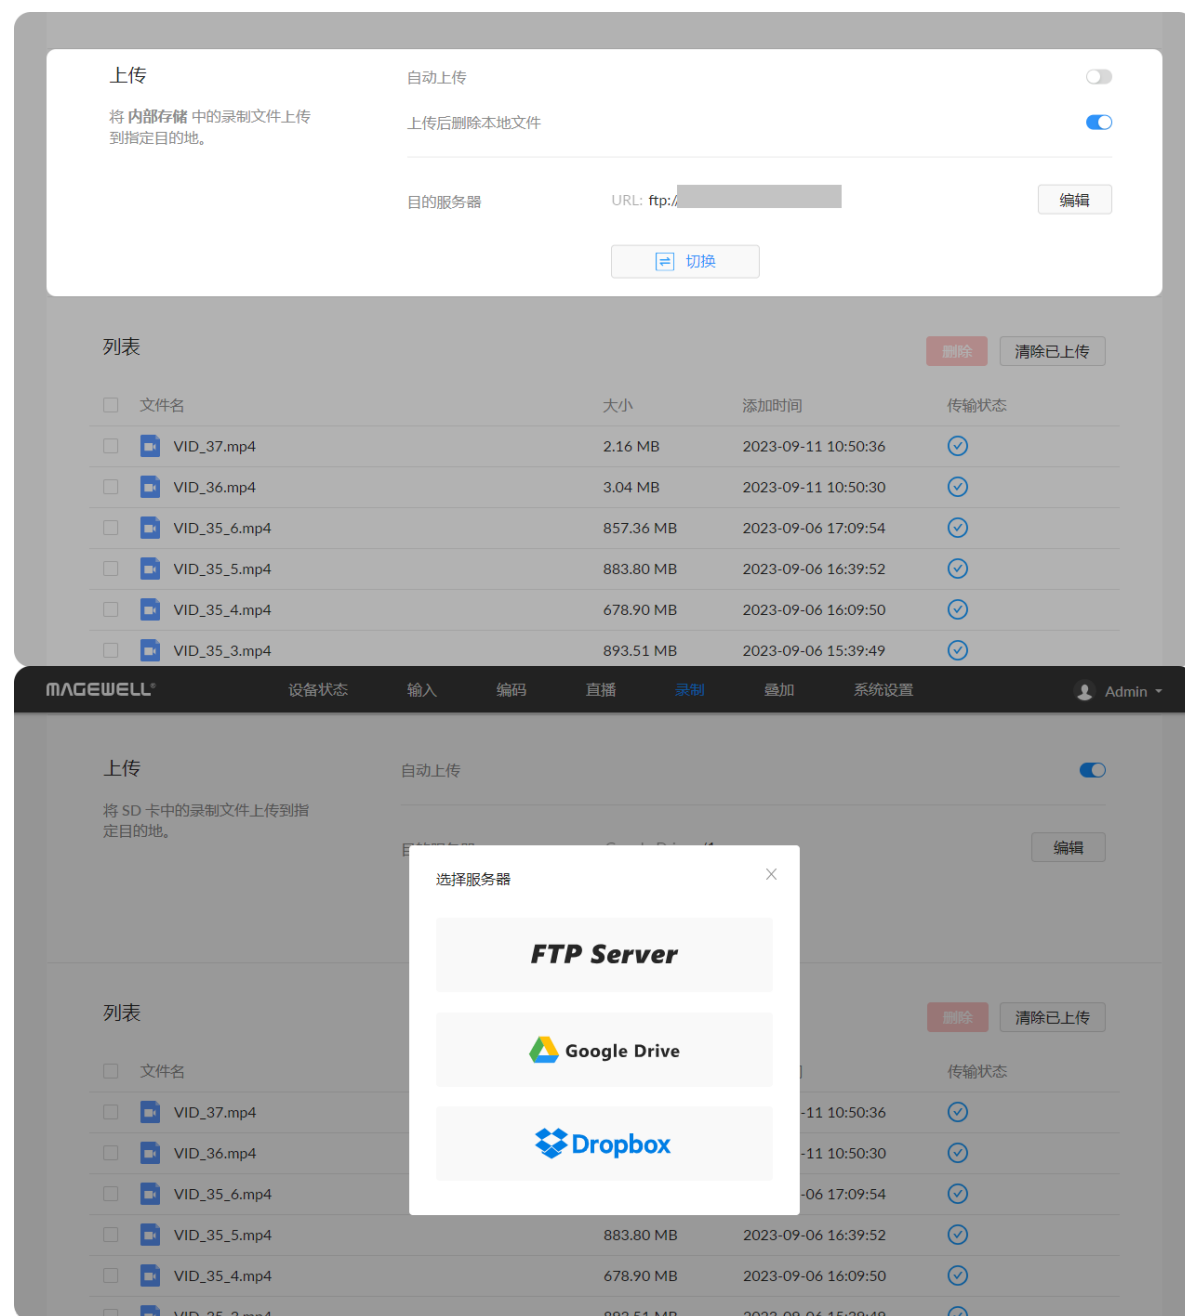 上传
自动上传
将 内部存储 中的录制文件上传
到指定目的地。
上传后删除本地文件
目的服务器
URL: ftp://
编辑
切换
列表
删除
清除已上传
文件名 大小 添加时间 传输状态
VID_37.mp4 2.16 MB 2023-09-11 10:50:36
VID_36.mp4 3.04 MB 2023-09-11 10:50:30
VID_35_6.mp4 857.36 MB 2023-09-06 17:09:54
VID_35_5.mp4 883.80 MB 2023-09-06 16:39:52
VID_35_4.mp4 678.90 MB 2023-09-06 16:09:50
VID_35_3.mp4 893.51 MB 2023-09-06 15:39:49
MAGEWELL® 设备状态 输入 编码 直播 录制 叠加 系统设置 Admin
上传
自动上传
将 SD 卡中的录制文件上传到指
定目的地。
编辑
选择服务器
FTP Server
Google Drive
Dropbox
列表
删除
清除已上传
文件名 传输状态
VID_37.mp4 -11 10:50:36
VID_36.mp4 -11 10:50:30
VID_35_6.mp4 -06 17:09:54
VID_35_5.mp4 883.80 MB 2023-09-06 16:39:52
VID_35_4.mp4 678.90 MB 2023-09-06 16:09:50
VID_35_3.mp4 893.51 MB 2023-09-06 15:39:49